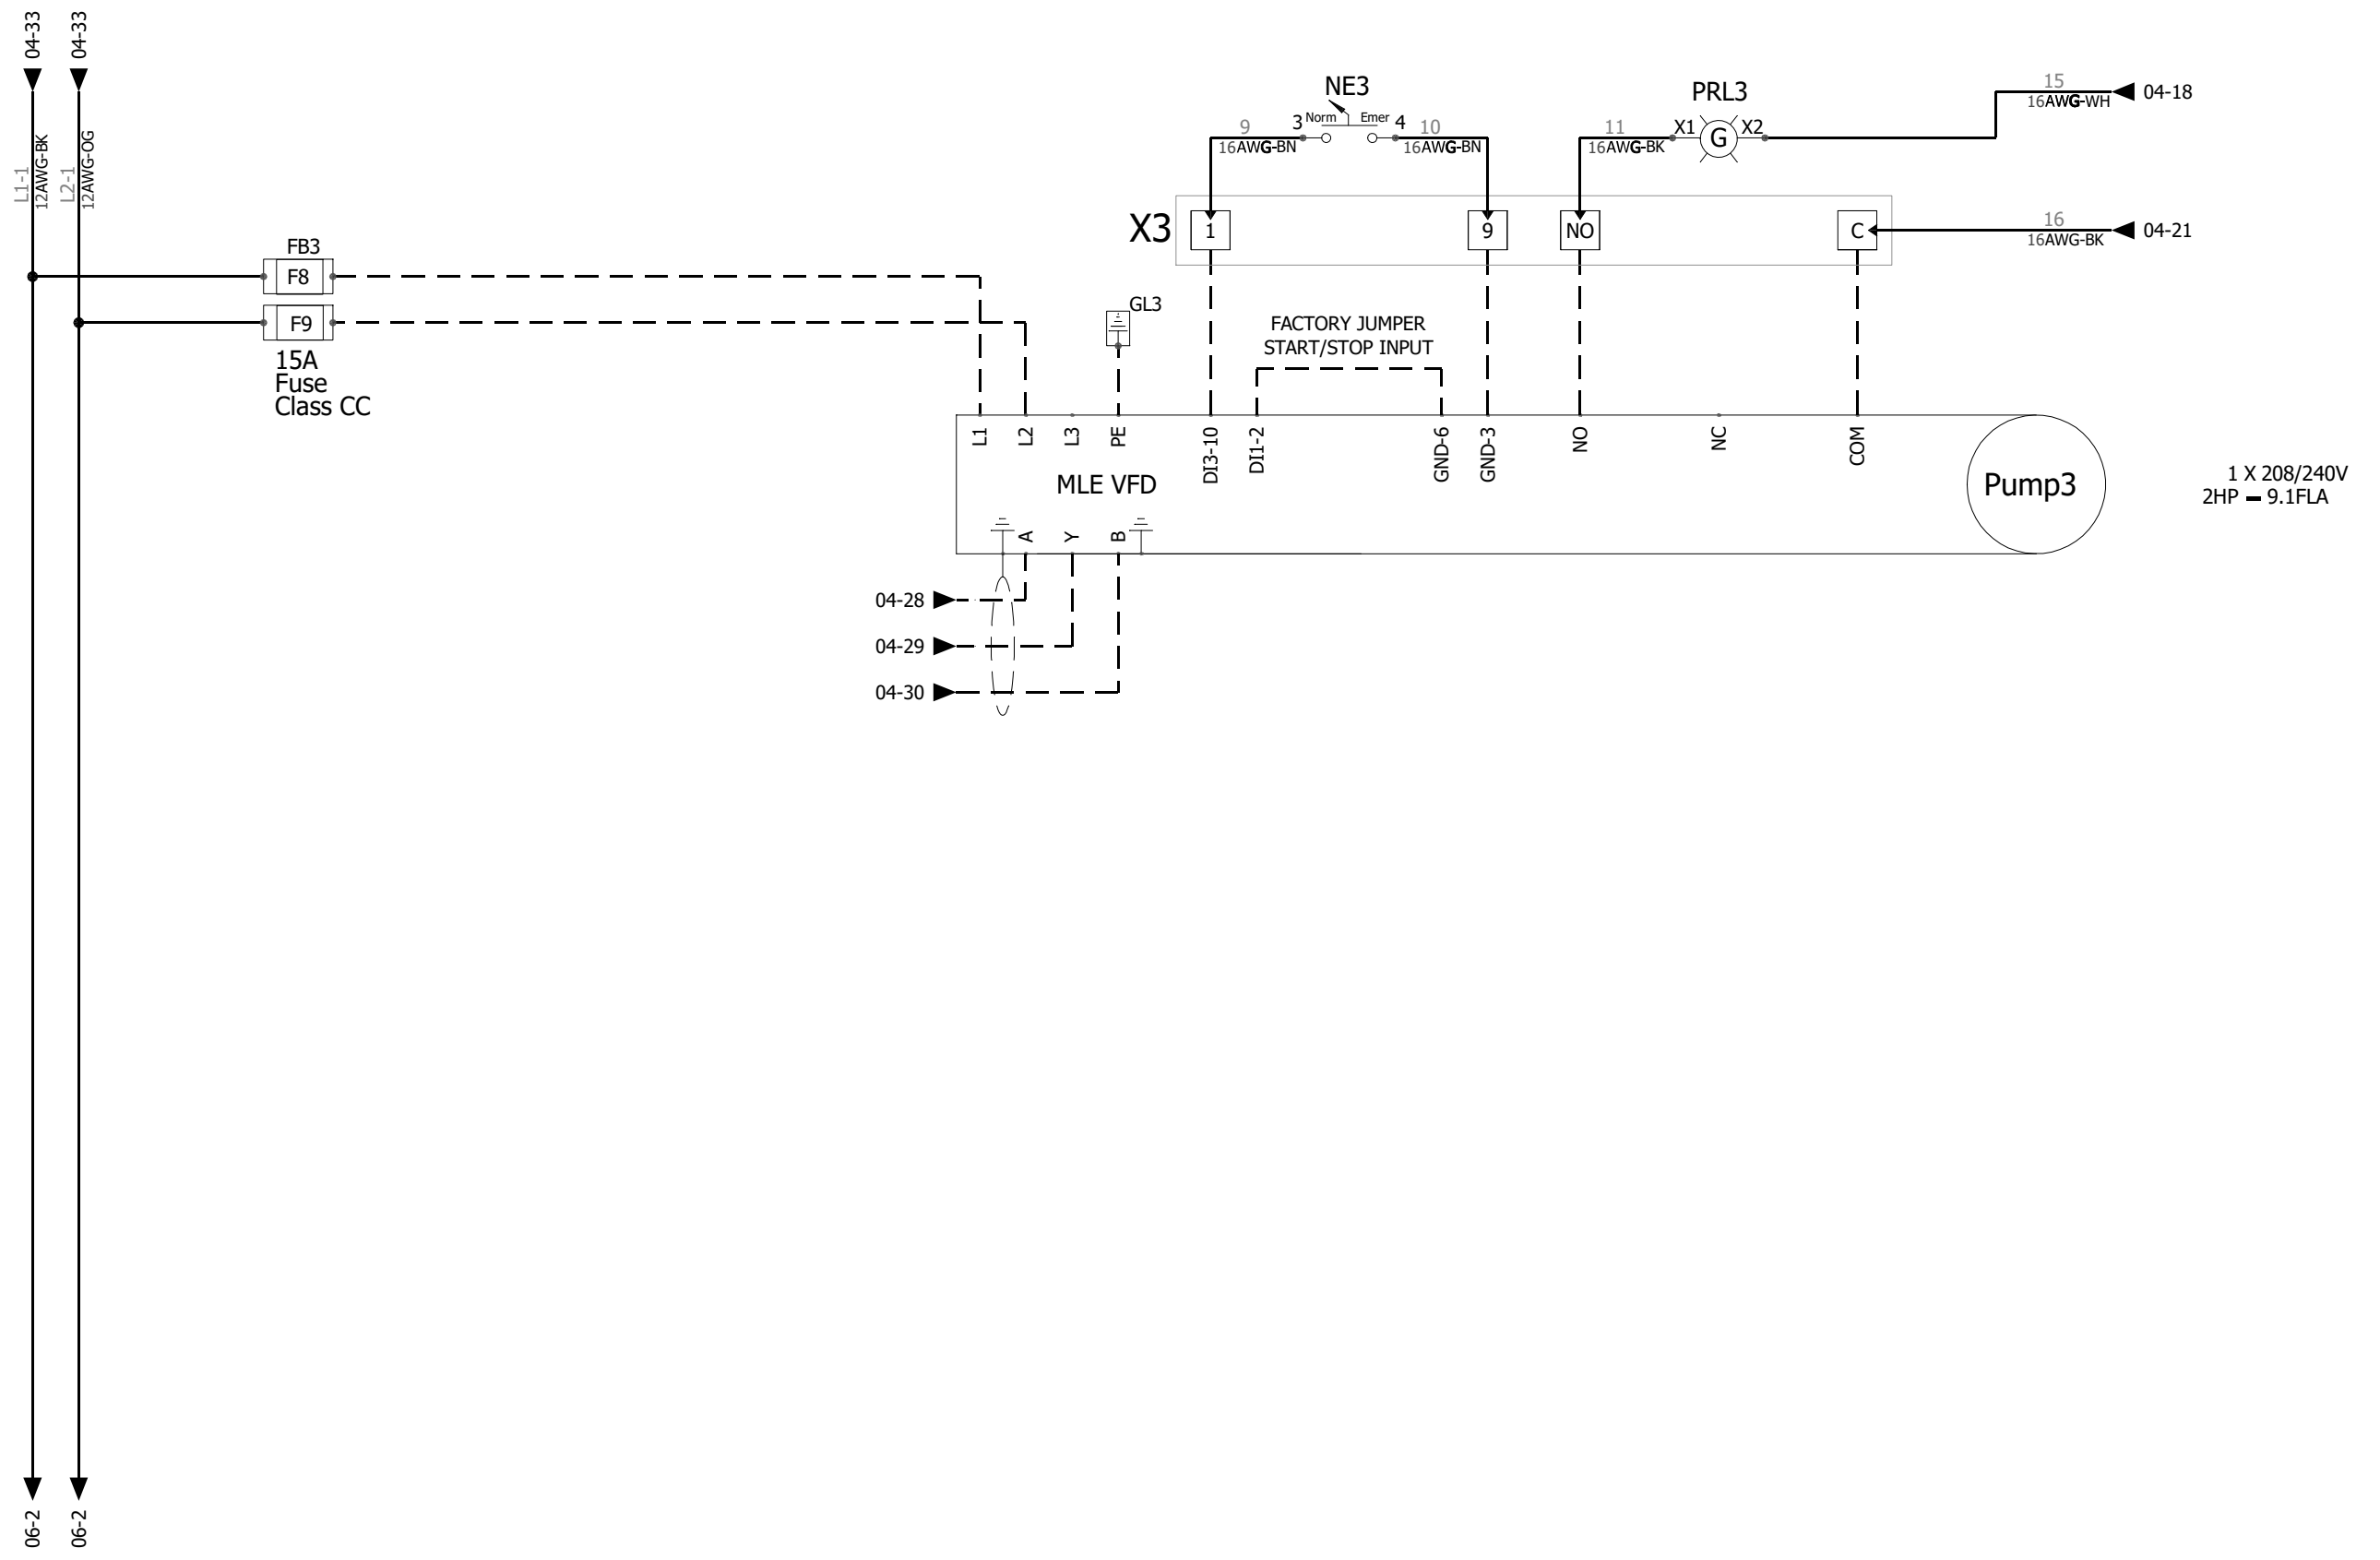 04-33
04-33
L1-1
12AWG-BK
L2-1
12AWG-OG
NE3
PRL3
15
16AWG-WH
04-18
9
16AWG-BN
3
Norm
Emer
4
10
16AWG-BN
11
16AWG-BK
X1
G
X2
X3
1
9
NO
C
16
16AWG-BK
04-21
FB3
F8
F9
15A
Fuse
Class CC
GL3
FACTORY JUMPER
START/STOP INPUT
L1
L2
L3
PE
DI3-10
DI1-2
GND-6
GND-3
NO
NC
COM
MLE VFD
Pump3
1 X 208/240V
2HP - 9.1FLA
A
Y
B
04-28
04-29
04-30
06-2
06-2